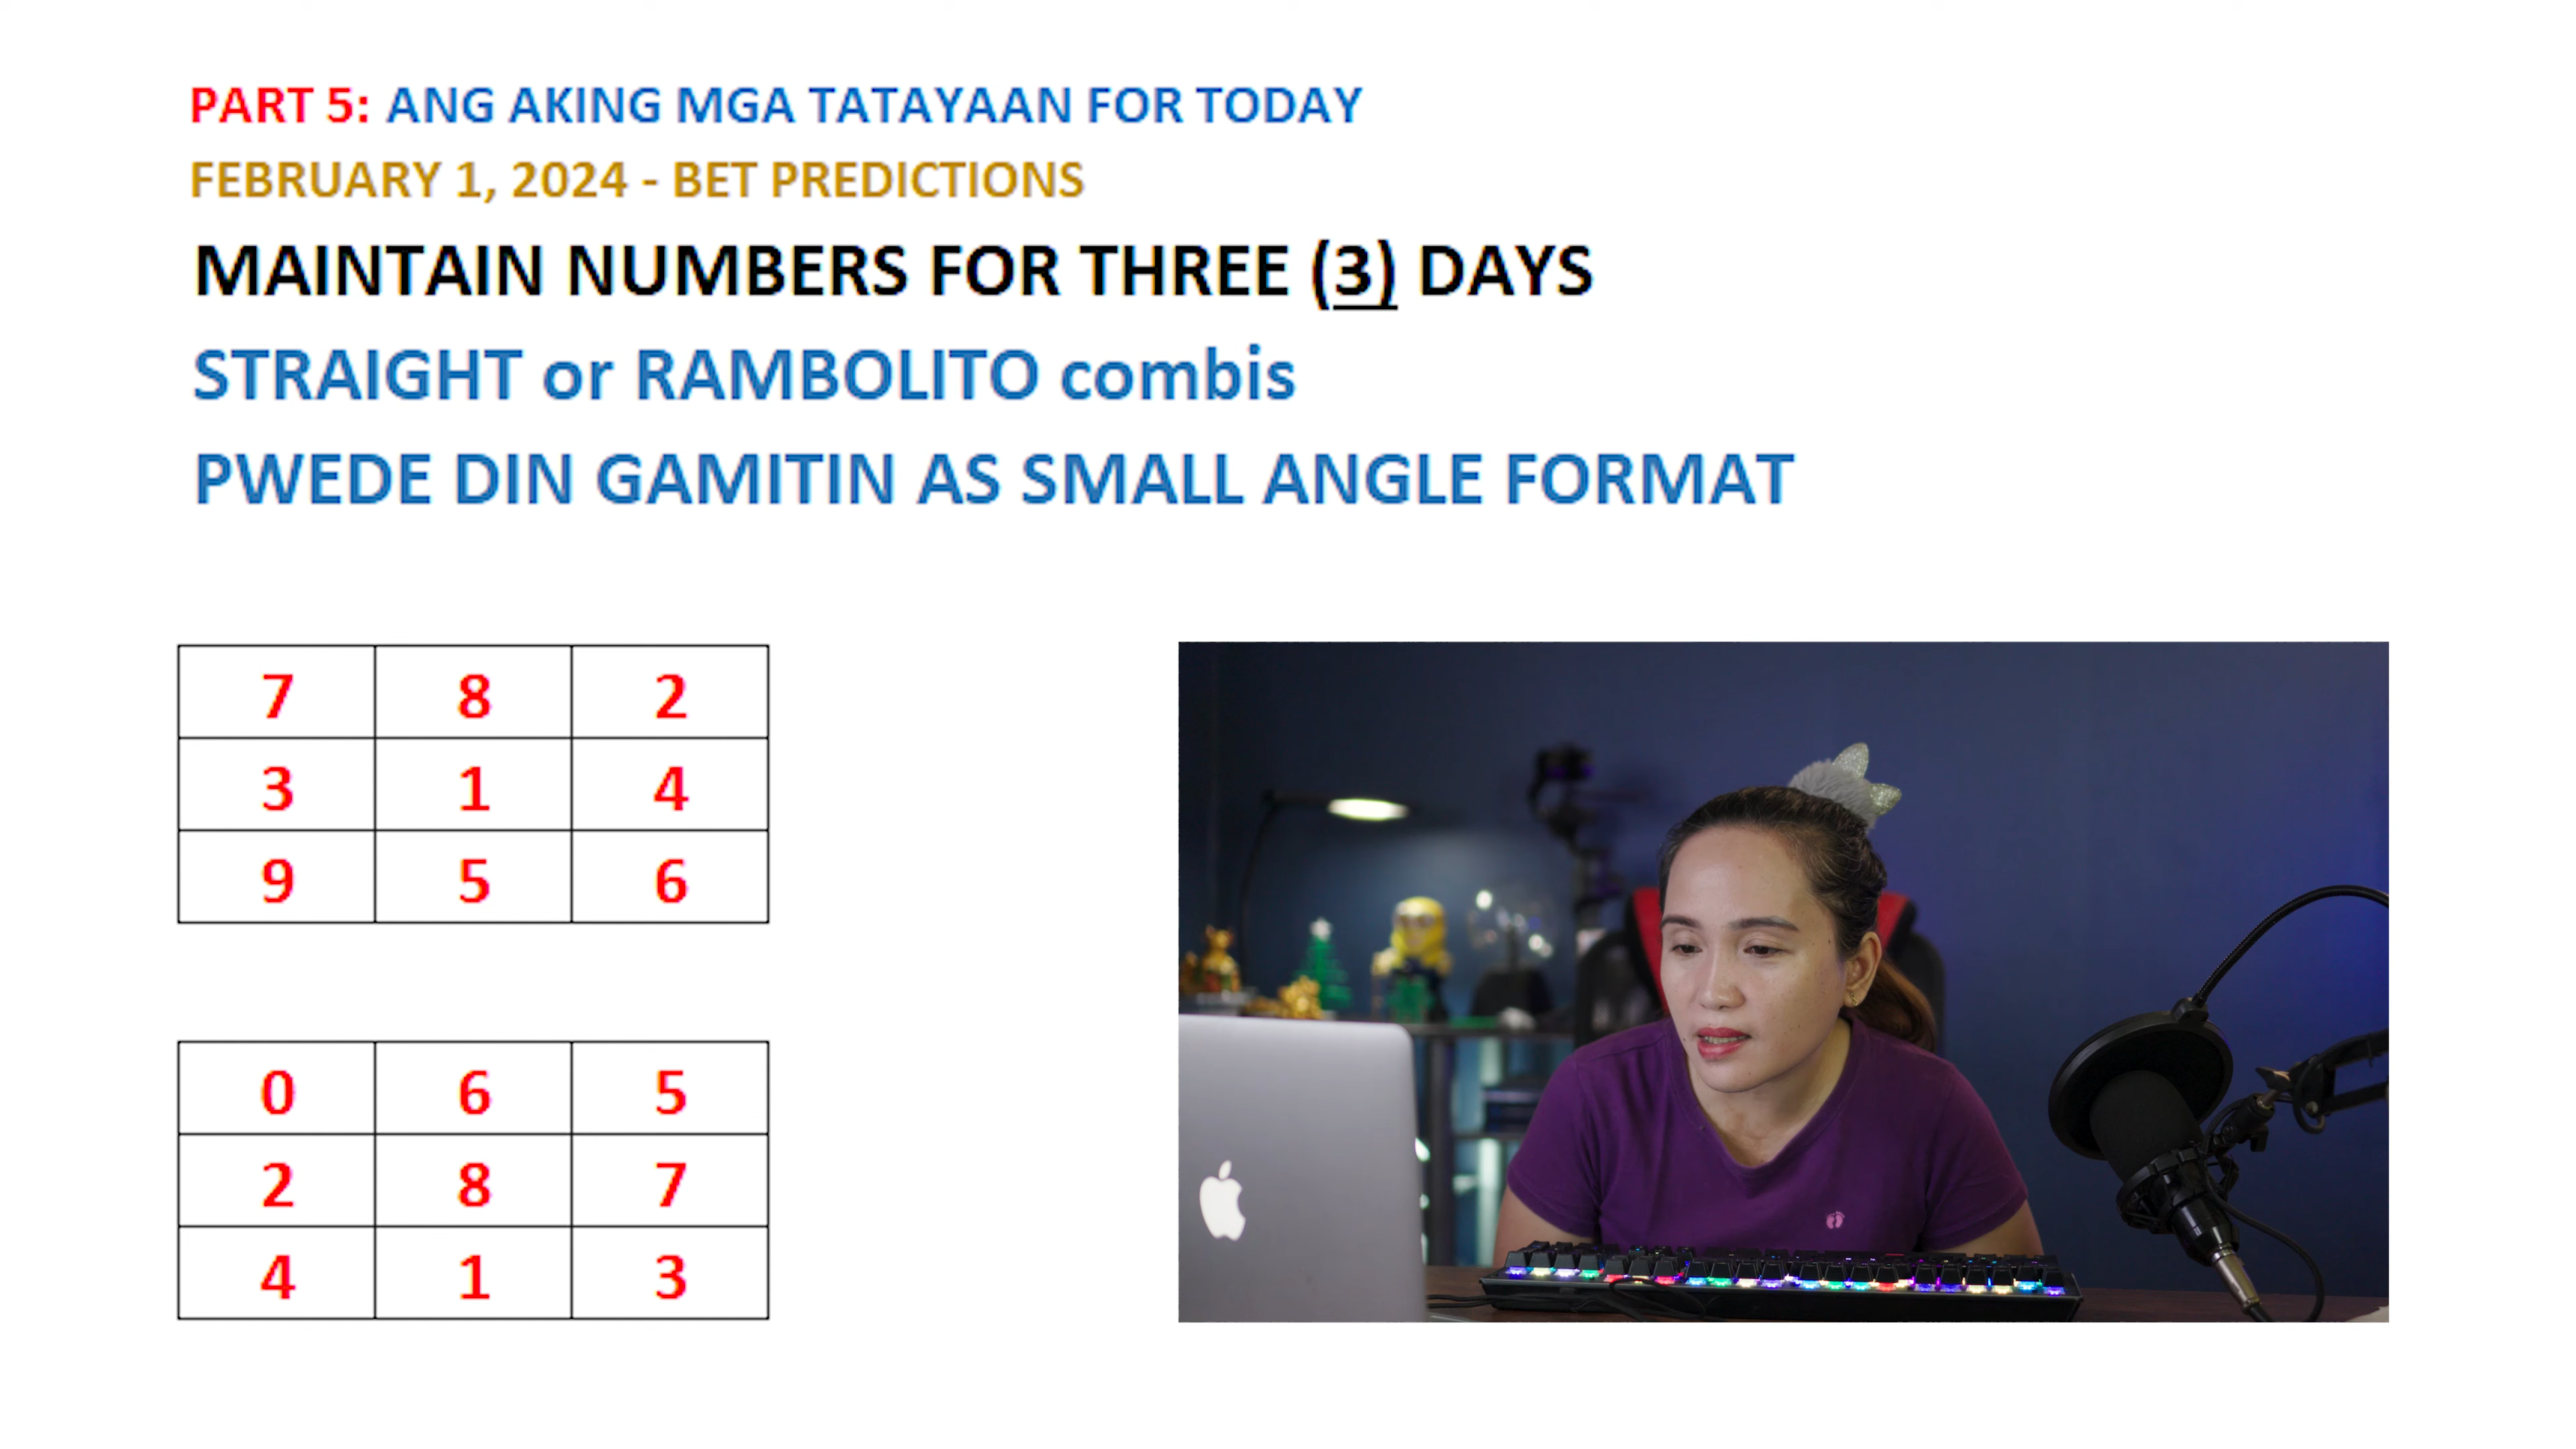 PART 5: ANG AKING MGA TATAYAAN FOR TODAY
FEBRUARY 1, 2024 - BET PREDICTIONS
MAINTAIN NUMBERS FOR THREE (3) DAYS
STRAIGHT or RAMBOLITO combis
PWEDE DIN GAMITIN AS SMALL ANGLE FORMAT
7 8 2
3 1 4
9 5 6
0 6 5
2 8 7
4 1 3